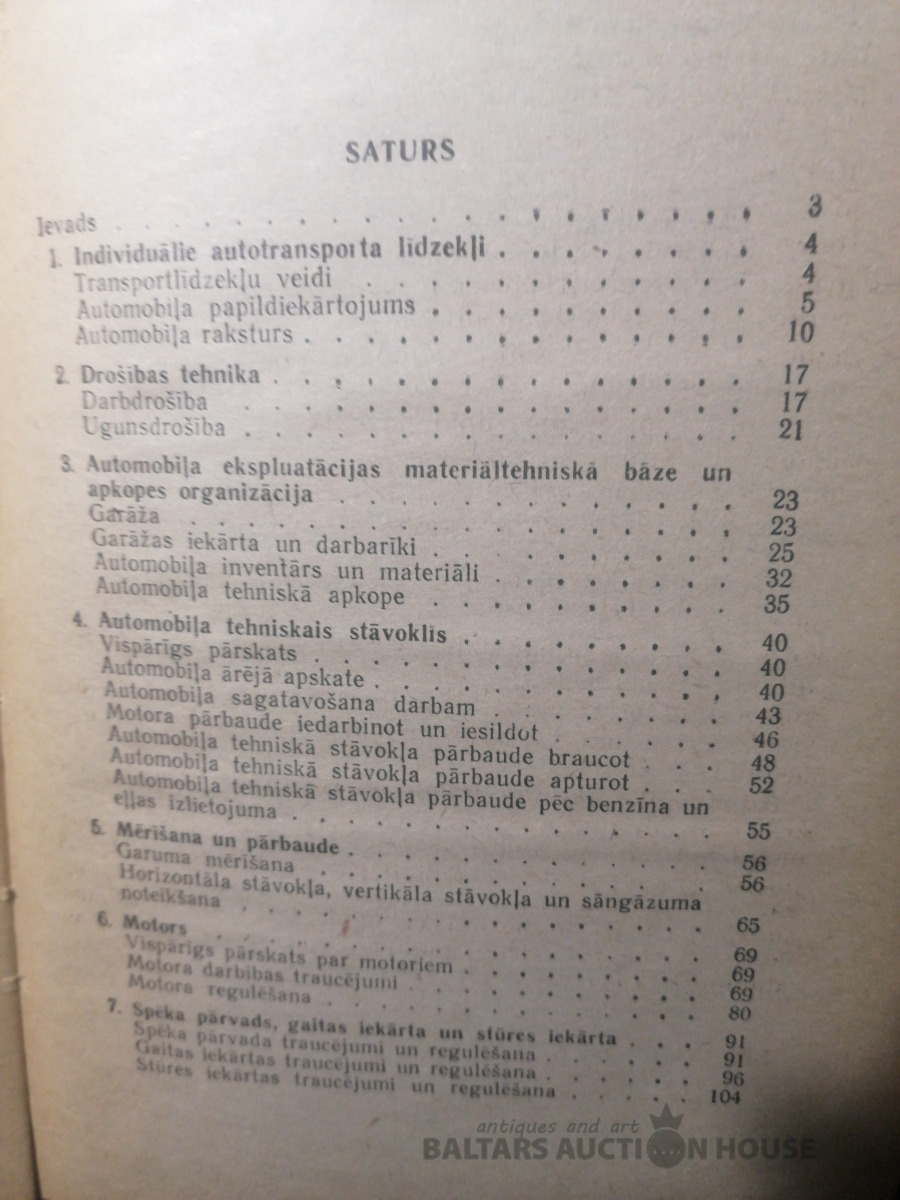 SATURS
Ievads . . . . . . . . . . . . . . . . . . 3
1. Individuālie autotransporta līdzekļi . . . . . . . 4
Transportlīdzekļu veidi . . . . . . . . . . . 4
Automobiļa papildiekārtojums . . . . . . . . . 5
Automobiļa raksturs . . . . . . . . . . . . . 10
2. Drošības tehnika . . . . . . . . . . . . . . 17
Darbdrošība . . . . . . . . . . . . . . . 17
Ugunsdrošība . . . . . . . . . . . . . . . 21
3. Automobiļa ekspluatācijas materiāltehniskā bāze un
apkopes organizācija . . . . . . . . . . . . 23
Garāža . . . . . . . . . . . . . . . . 23
Garāžas iekārta un darbarīki . . . . . . . . . 25
Automobiļa inventārs un materiāli . . . . . . . 32
Automobiļa tehniskā apkope . . . . . . . . . 35
4. Automobiļa tehniskais stāvoklis . . . . . . . . 40
Vispārīgs pārskats . . . . . . . . . . . . 40
Automobiļa ārējā apskate . . . . . . . . . . 40
Automobiļa sagatavošana darbam . . . . . . . 43
Motora pārbaude iedarbinot un iesildot . . . . . 46
Automobiļa tehniskā stāvokļa pārbaude braucot . . . 48
Automobiļa tehniskā stāvokļa pārbaude apturot . . . 52
Automobiļa tehniskā stāvokļa pārbaude pēc benzīna un
eļļas izlietojuma . . . . . . . . . . . . . 55
5. Mērīšana un pārbaude . . . . . . . . . . . 56
Garuma mērīšana . . . . . . . . . . . . . 56
Horizontāla stāvokļa, vertikāla stāvokļa un sāngāzuma
noteikšana . . . . . . . . . . . . . . . 65
6. Motors . . . . . . . . . . . . . . . . 69
Vispārīgs pārskats par motoriem . . . . . . . . 69
Motora darbības traucējumi . . . . . . . . . 69
Motora regulēšana . . . . . . . . . . . . 80
7. Spēka pārvads, gaitas iekārta un stūres iekārta . . . 91
Spēka pārvada traucējumi un regulēšana . . . . . 91
Gaitas iekārtas traucējumi un regulēšana . . . . . 96
Stūres iekārtas traucējumi un regulēšana . . . . . 104
antiques and art
BALTARS AUCTION HOUSE